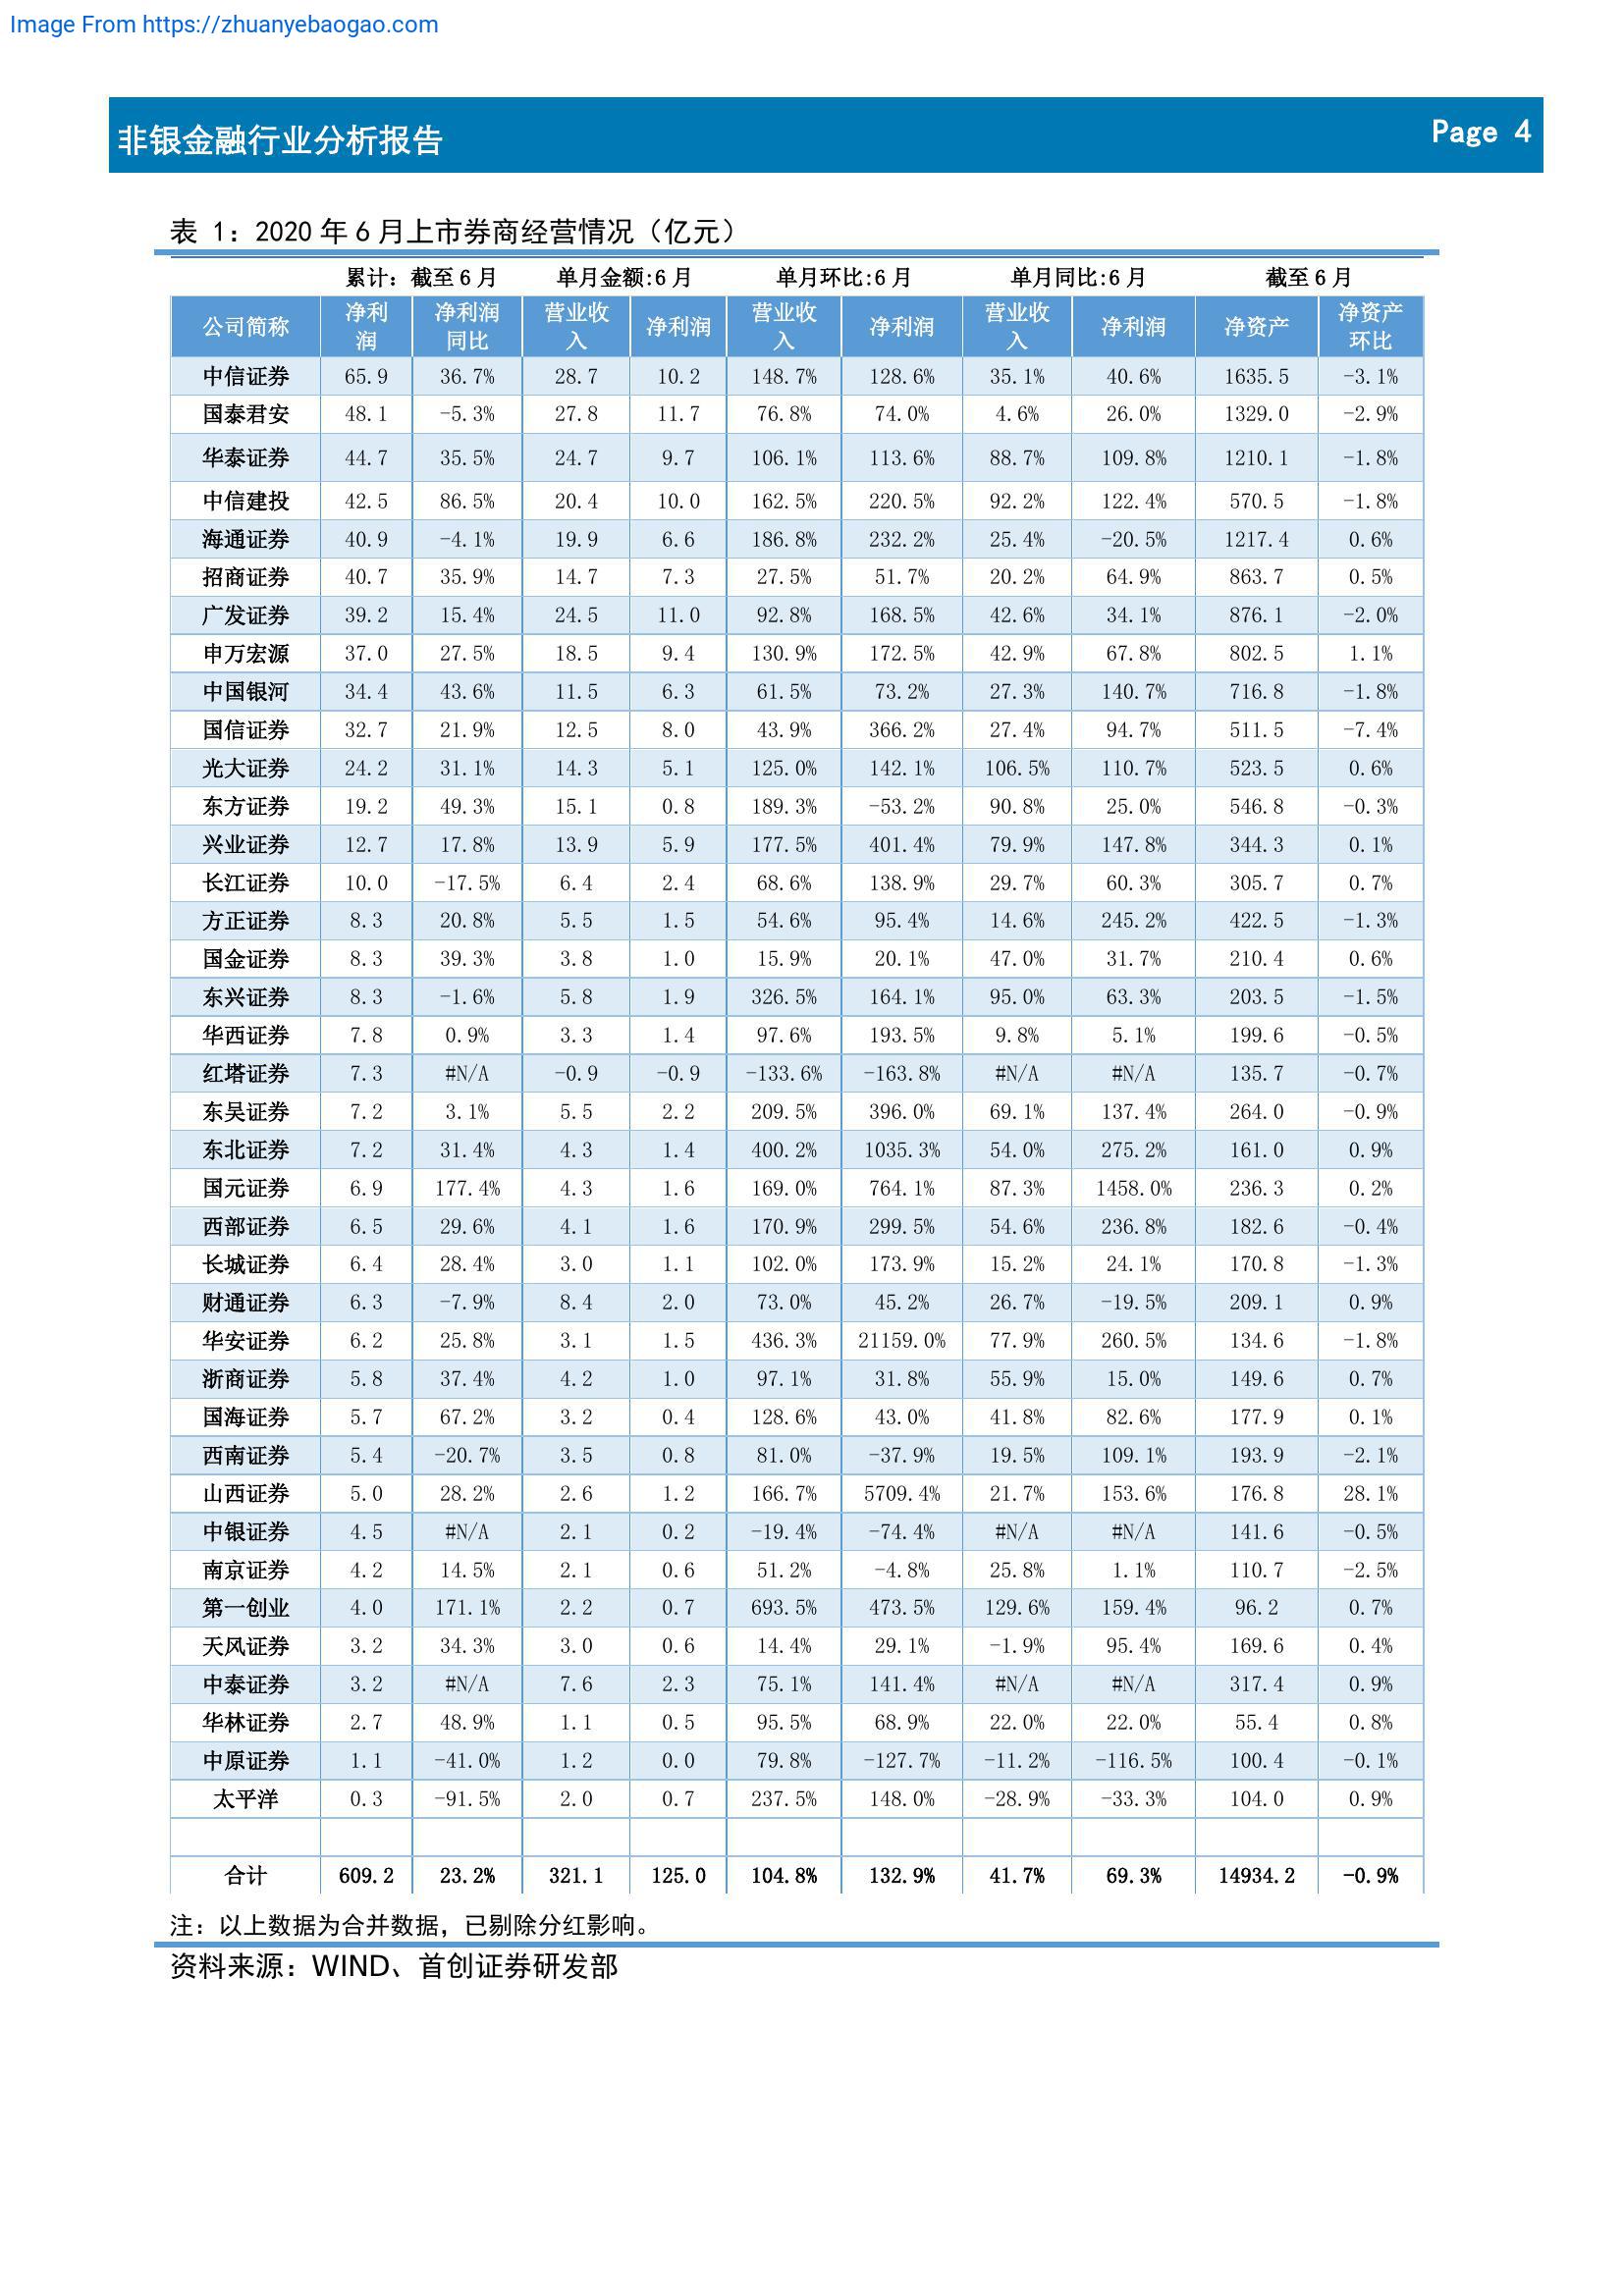 Image From https://zhuanyebaogao.com
非银金融行业分析报告 Page 4
表 1：2020 年 6 月上市券商经营情况（亿元）
累计：截至 6 月 单月金额:6 月 单月环比:6 月 单月同比:6 月 截至 6 月
公司简称 净利润 净利润同比 营业收入 净利润 营业收入 净利润 营业收入 净利润 净资产 净资产环比
中信证券 65.9 36.7% 28.7 10.2 148.7% 128.6% 35.1% 40.6% 1635.5 -3.1%
国泰君安 48.1 -5.3% 27.8 11.7 76.8% 74.0% 4.6% 26.0% 1329.0 -2.9%
华泰证券 44.7 35.5% 24.7 9.7 106.1% 113.6% 88.7% 109.8% 1210.1 -1.8%
中信建投 42.5 86.5% 20.4 10.0 162.5% 220.5% 92.2% 122.4% 570.5 -1.8%
海通证券 40.9 -4.1% 19.9 6.6 186.8% 232.2% 25.4% -20.5% 1217.4 0.6%
招商证券 40.7 35.9% 14.7 7.3 27.5% 51.7% 20.2% 64.9% 863.7 0.5%
广发证券 39.2 15.4% 24.5 11.0 92.8% 168.5% 42.6% 34.1% 876.1 -2.0%
申万宏源 37.0 27.5% 18.5 9.4 130.9% 172.5% 42.9% 67.8% 802.5 1.1%
中国银河 34.4 43.6% 11.5 6.3 61.5% 73.2% 27.3% 140.7% 716.8 -1.8%
国信证券 32.7 21.9% 12.5 8.0 43.9% 366.2% 27.4% 94.7% 511.5 -7.4%
光大证券 24.2 31.1% 14.3 5.1 125.0% 142.1% 106.5% 110.7% 523.5 0.6%
东方证券 19.2 49.3% 15.1 0.8 189.3% -53.2% 90.8% 25.0% 546.8 -0.3%
兴业证券 12.7 17.8% 13.9 5.9 177.5% 401.4% 79.9% 147.8% 344.3 0.1%
长江证券 10.0 -17.5% 6.4 2.4 68.6% 138.9% 29.7% 60.3% 305.7 0.7%
方正证券 8.3 20.8% 5.5 1.5 54.6% 95.4% 14.6% 245.2% 422.5 -1.3%
国金证券 8.3 39.3% 3.8 1.0 15.9% 20.1% 47.0% 31.7% 210.4 0.6%
东兴证券 8.3 -1.6% 5.8 1.9 326.5% 164.1% 95.0% 63.3% 203.5 -1.5%
华西证券 7.8 0.9% 3.3 1.4 97.6% 193.5% 9.8% 5.1% 199.6 -0.5%
红塔证券 7.3 #N/A -0.9 -0.9 -133.6% -163.8% #N/A #N/A 135.7 -0.7%
东吴证券 7.2 3.1% 5.5 2.2 209.5% 396.0% 69.1% 137.4% 264.0 -0.9%
东北证券 7.2 31.4% 4.3 1.4 400.2% 1035.3% 54.0% 275.2% 161.0 0.9%
国元证券 6.9 177.4% 4.3 1.6 169.0% 764.1% 87.3% 1458.0% 236.3 0.2%
西部证券 6.5 29.6% 4.1 1.6 170.9% 299.5% 54.6% 236.8% 182.6 -0.4%
长城证券 6.4 28.4% 3.0 1.1 102.0% 173.9% 15.2% 24.1% 170.8 -1.3%
财通证券 6.3 -7.9% 8.4 2.0 73.0% 45.2% 26.7% -19.5% 209.1 0.9%
华安证券 6.2 25.8% 3.1 1.5 436.3% 21159.0% 77.9% 260.5% 134.6 -1.8%
浙商证券 5.8 37.4% 4.2 1.0 97.1% 31.8% 55.9% 15.0% 149.6 0.7%
国海证券 5.7 67.2% 3.2 0.4 128.6% 43.0% 41.8% 82.6% 177.9 0.1%
西南证券 5.4 -20.7% 3.5 0.8 81.0% -37.9% 19.5% 109.1% 193.9 -2.1%
山西证券 5.0 28.2% 2.6 1.2 166.7% 5709.4% 21.7% 153.6% 176.8 28.1%
中银证券 4.5 #N/A 2.1 0.2 -19.4% -74.4% #N/A #N/A 141.6 -0.5%
南京证券 4.2 14.5% 2.1 0.6 51.2% -4.8% 25.8% 1.1% 110.7 -2.5%
第一创业 4.0 171.1% 2.2 0.7 693.5% 473.5% 129.6% 159.4% 96.2 0.7%
天风证券 3.2 34.3% 3.0 0.6 14.4% 29.1% -1.9% 95.4% 169.6 0.4%
中泰证券 3.2 #N/A 7.6 2.3 75.1% 141.4% #N/A #N/A 317.4 0.9%
华林证券 2.7 48.9% 1.1 0.5 95.5% 68.9% 22.0% 22.0% 55.4 0.8%
中原证券 1.1 -41.0% 1.2 0.0 79.8% -127.7% -11.2% -116.5% 100.4 -0.1%
太平洋 0.3 -91.5% 2.0 0.7 237.5% 148.0% -28.9% -33.3% 104.0 0.9%
合计 609.2 23.2% 321.1 125.0 104.8% 132.9% 41.7% 69.3% 14934.2 -0.9%
注：以上数据为合并数据，已剔除分红影响。
资料来源：WIND、首创证券研发部